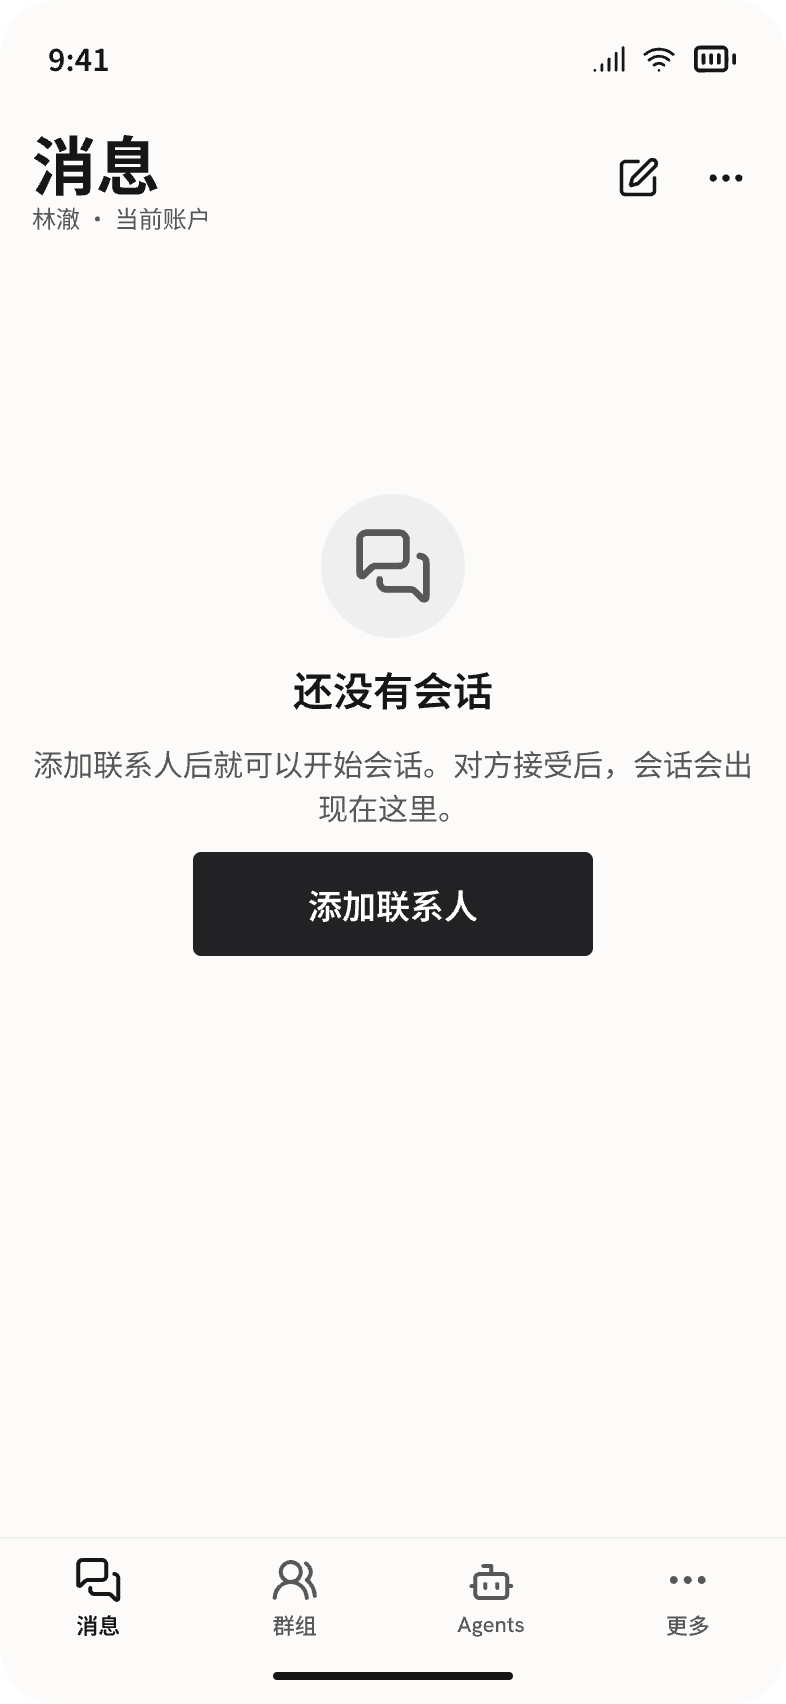 9:41
消息
林澈 · 当前账户
还没有会话
添加联系人后就可以开始会话。对方接受后，会话会出
现在这里。
添加联系人
消息
群组
Agents
更多